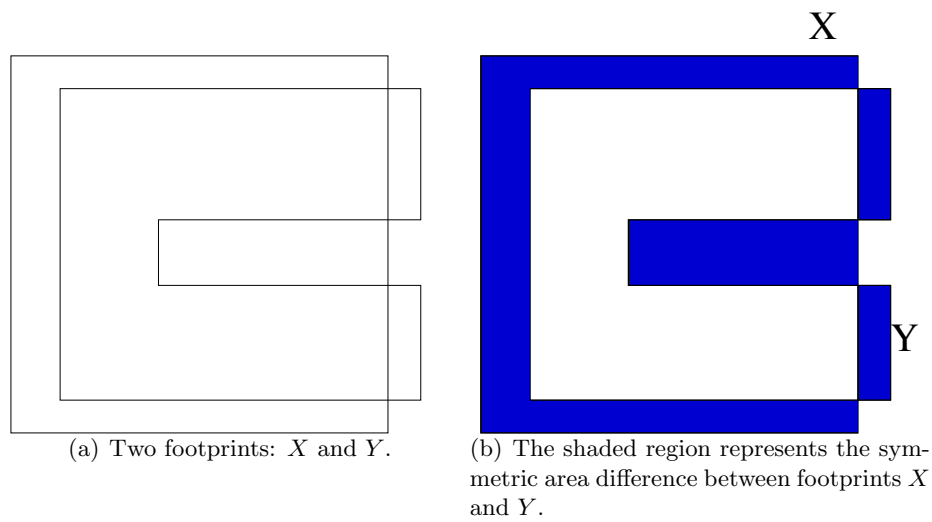 X
Y
(a) Two footprints: X and Y.
(b) The shaded region represents the sym-
metric area difference between footprints X
and Y.